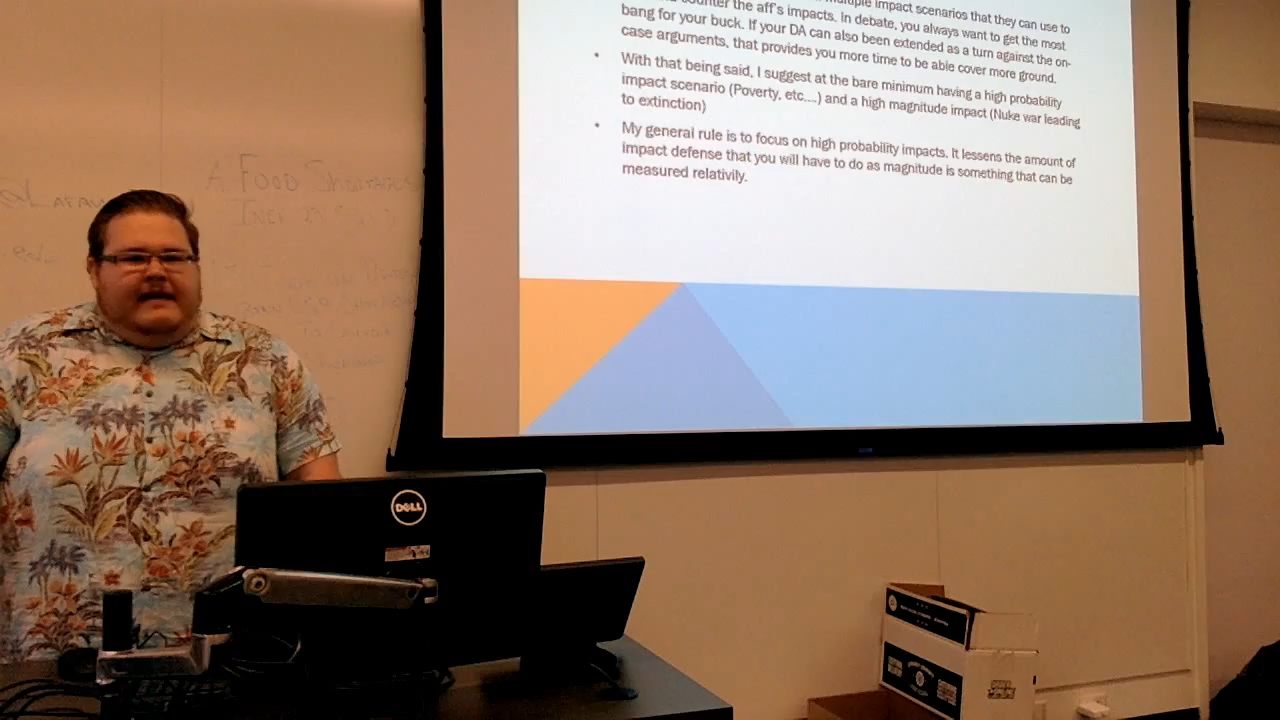 multiple impact scenarios that they can use to
counter the aff's impacts. In debate, you always want to get the most
bang for your buck. If your DA can also been extended as a turn against the on-
case arguments, that provides you more time to be able cover more ground.
• With that being said, I suggest at the bare minimum having a high probability
impact scenario (Poverty, etc....) and a high magnitude impact (Nuke war leading
to extinction)
• My general rule is to focus on high probability impacts. It lessens the amount of
impact defense that you will have to do as magnitude is something that can be
measured relativily.
A FOOD SHORTAGES
DELL